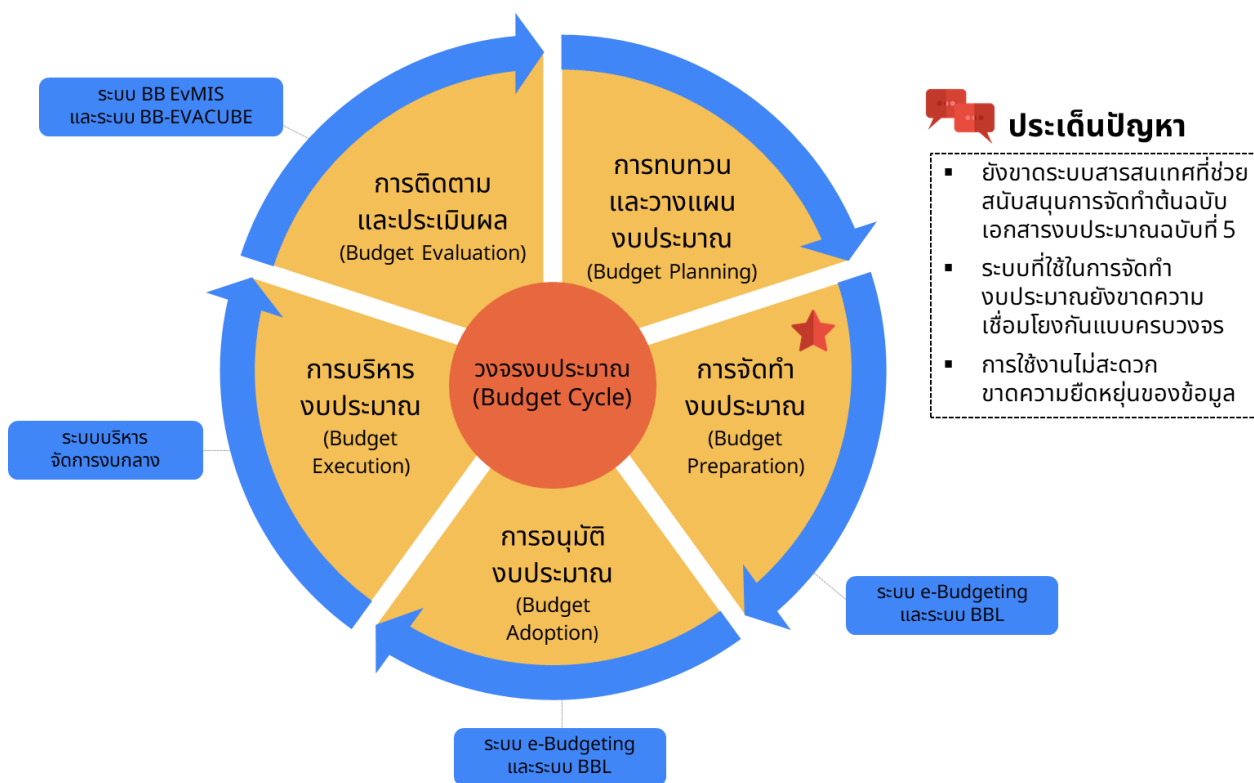 ระบบ BB EvMIS
และระบบ BB-EVACUBE
การติดตาม
และประเมินผล
(Budget Evaluation)
การทบทวน
และวางแผน
งบประมาณ
(Budget Planning)
การจัดทำ
งบประมาณ
(Budget
Preparation)
การอนุมัติ
งบประมาณ
(Budget
Adoption)
การบริหาร
งบประมาณ
(Budget
Execution)
วงจรงบประมาณ
(Budget Cycle)
ระบบบริหาร
จัดการงบกลาง
ระบบ e-Budgeting
และระบบ BBL
ระบบ e-Budgeting
และระบบ BBL
ประเด็นปัญหา
▪ ยังขาดระบบสารสนเทศที่ช่วย
สนับสนุนการจัดทำต้นฉบับ
เอกสารงบประมาณฉบับที่ 5
▪ ระบบที่ใช้ในการจัดทำ
งบประมาณยังขาดความ
เชื่อมโยงกันแบบครบวงจร
▪ การใช้งานไม่สะดวก
ขาดความยืดหยุ่นของข้อมูล